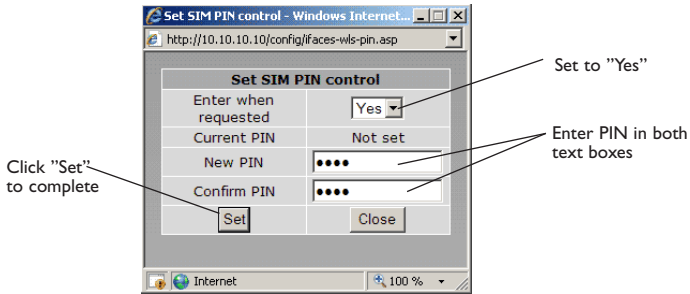 Set SIM PIN control - Windows Internet...
http://10.10.10.10/config/ifaces-wls-pin.asp
Set SIM PIN control
Enter when
requested
Yes
Set to ”Yes”
Current PIN
Not set
Enter PIN in both
text boxes
New PIN
••••
Click ”Set”
to complete
Confirm PIN
••••
Set
Close
Internet
100 %